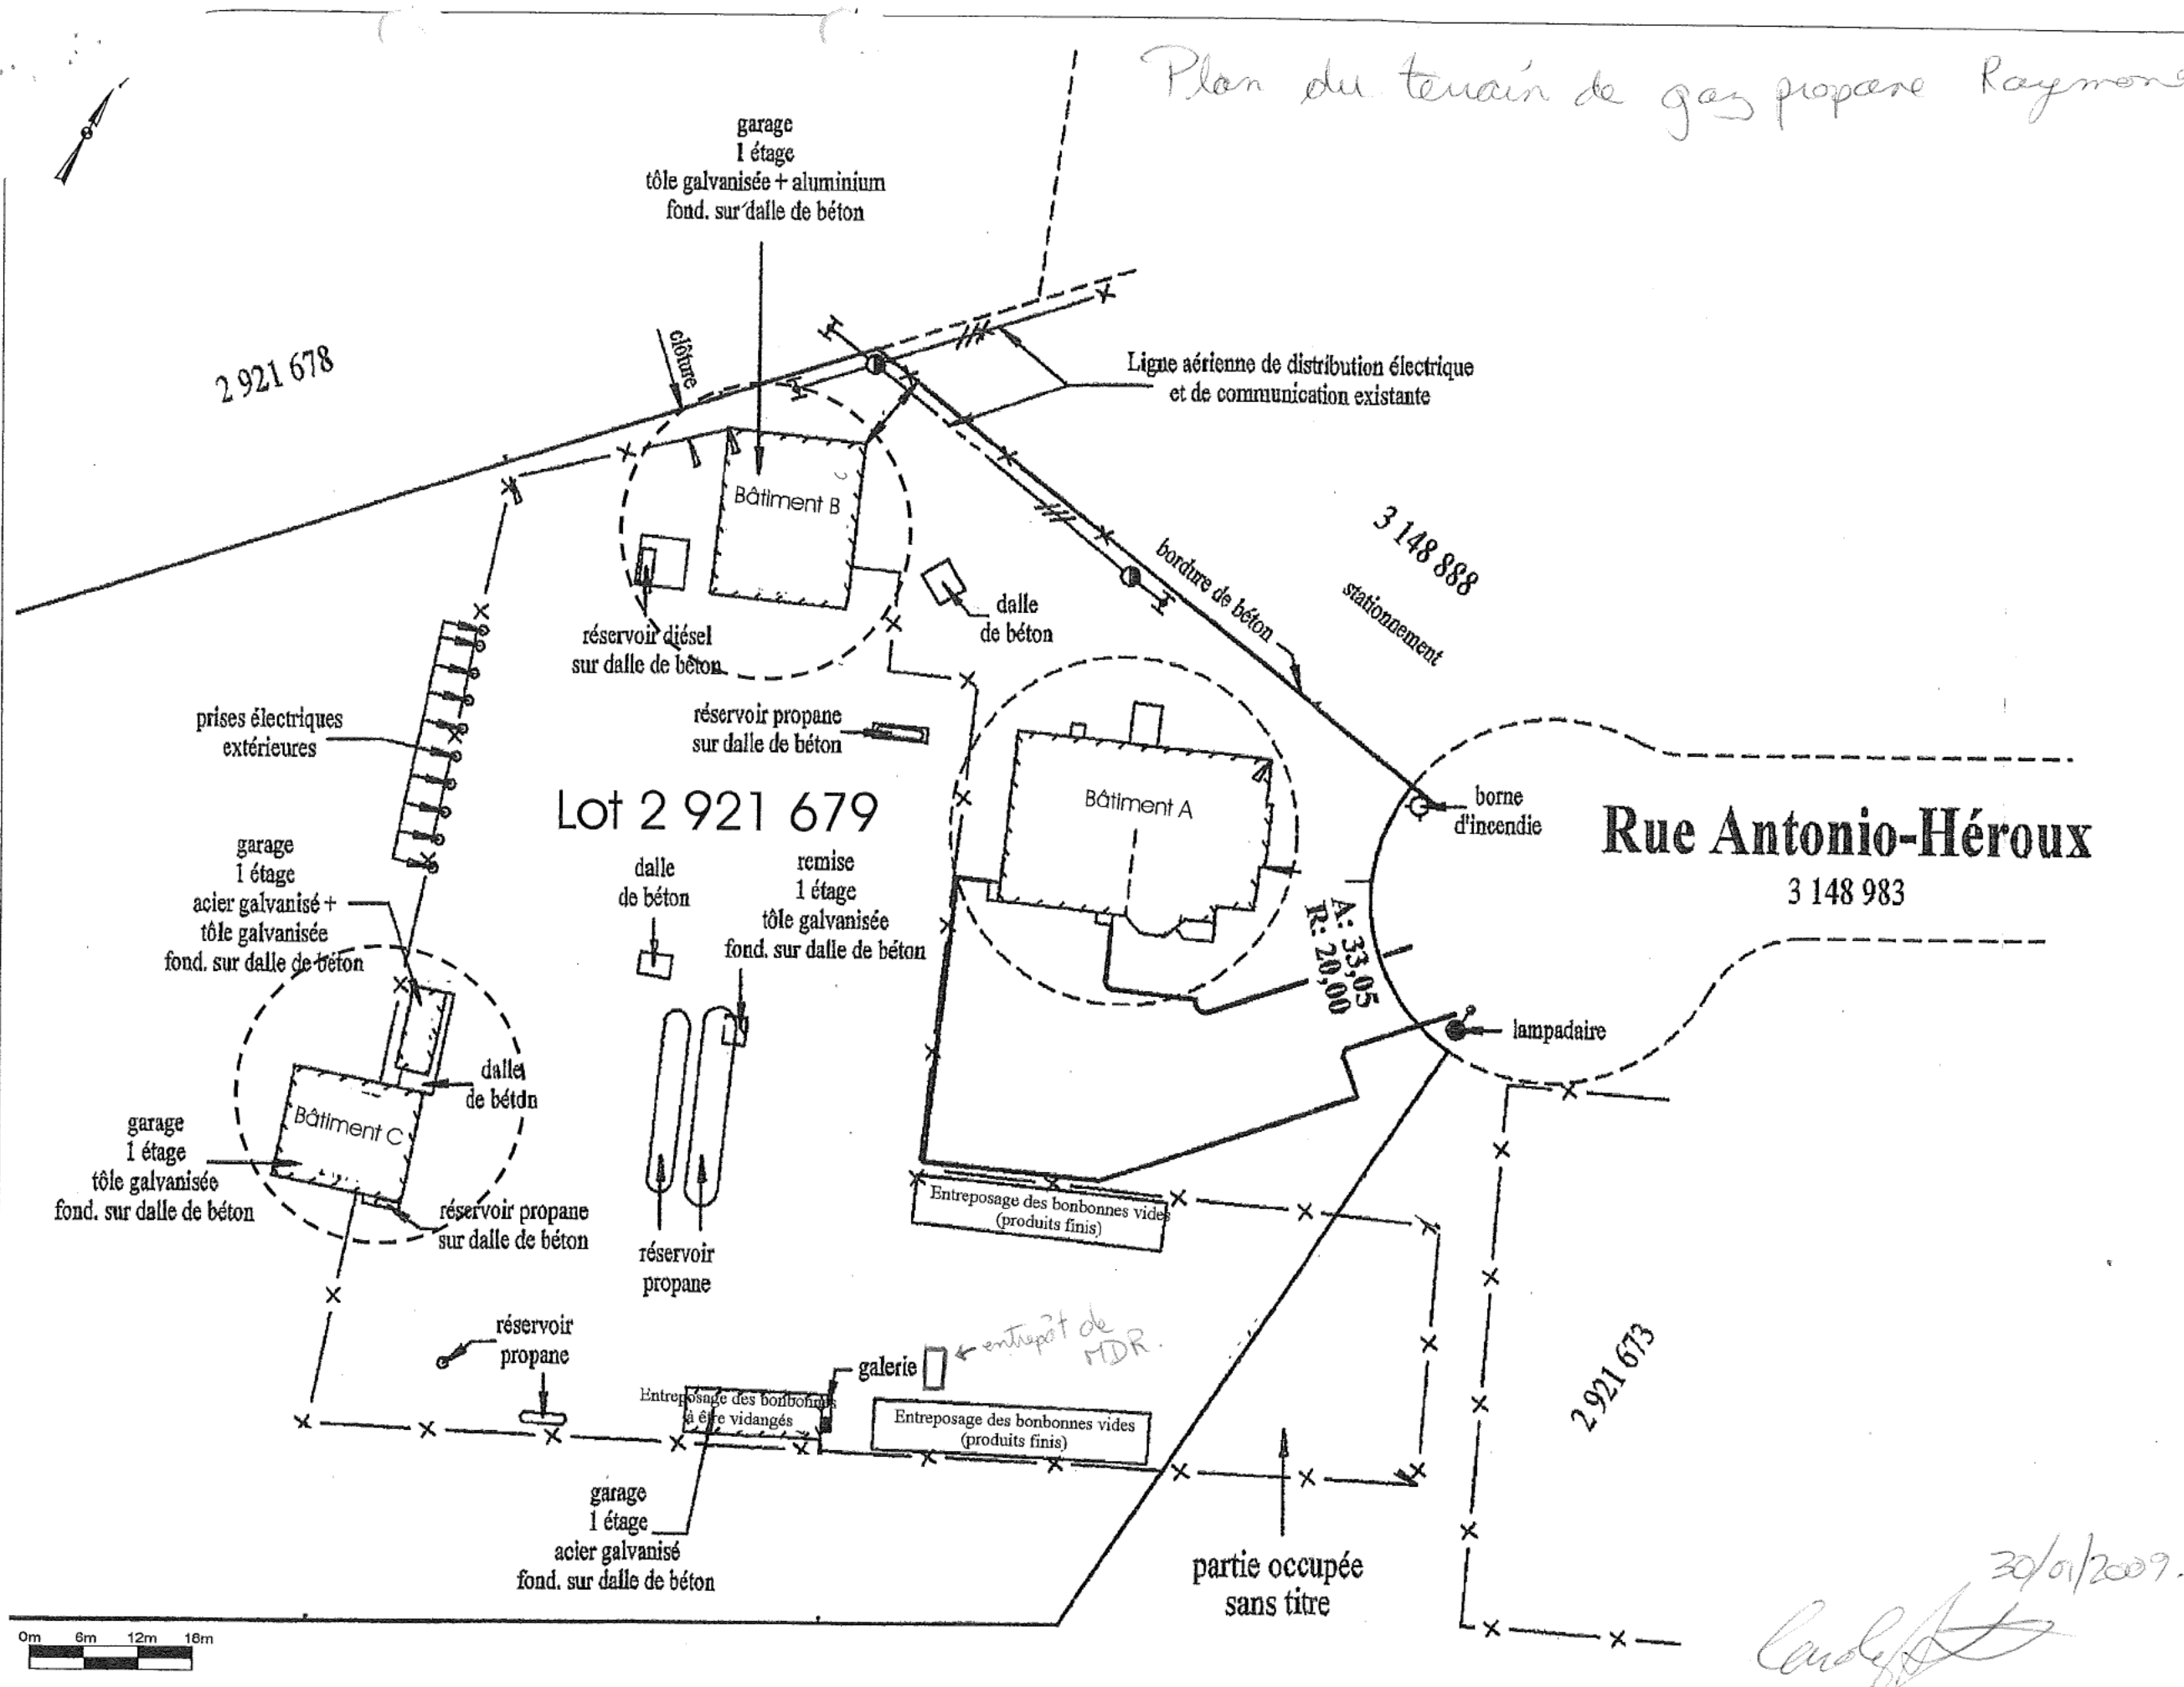 Plan du terrain de gaz propane Raymond
garage
1 étage
tôle galvanisée + aluminium
fond. sur dalle de béton
2 921 678
clôture
Ligne aérienne de distribution électrique
et de communication existante
Bâtiment B
3 148 888
stationnement
bordure de béton
dalle
de béton
réservoir diésel
sur dalle de béton
prises électriques
extérieures
réservoir propane
sur dalle de béton
Bâtiment A
borne
d'incendie
Lot 2 921 679
Rue Antonio-Héroux
3 148 983
garage
1 étage
acier galvanisé +
tôle galvanisée
fond. sur dalle de béton
dalle
de béton
remise
1 étage
tôle galvanisée
fond. sur dalle de béton
A: 33,05
R: 20,00
lampadaire
dalle
de béton
Bâtiment C
garage
1 étage
tôle galvanisée
fond. sur dalle de béton
réservoir propane
sur dalle de béton
réservoir
propane
Entreposage des bonbonnes vides
(produits finis)
réservoir
propane
galerie
entrepôt de
MDR.
2 921 673
Entreposage des bonbonnes
à être vidangés
Entreposage des bonbonnes vides
(produits finis)
garage
1 étage
acier galvanisé
fond. sur dalle de béton
partie occupée
sans titre
30/01/2009.
0m 6m 12m 18m